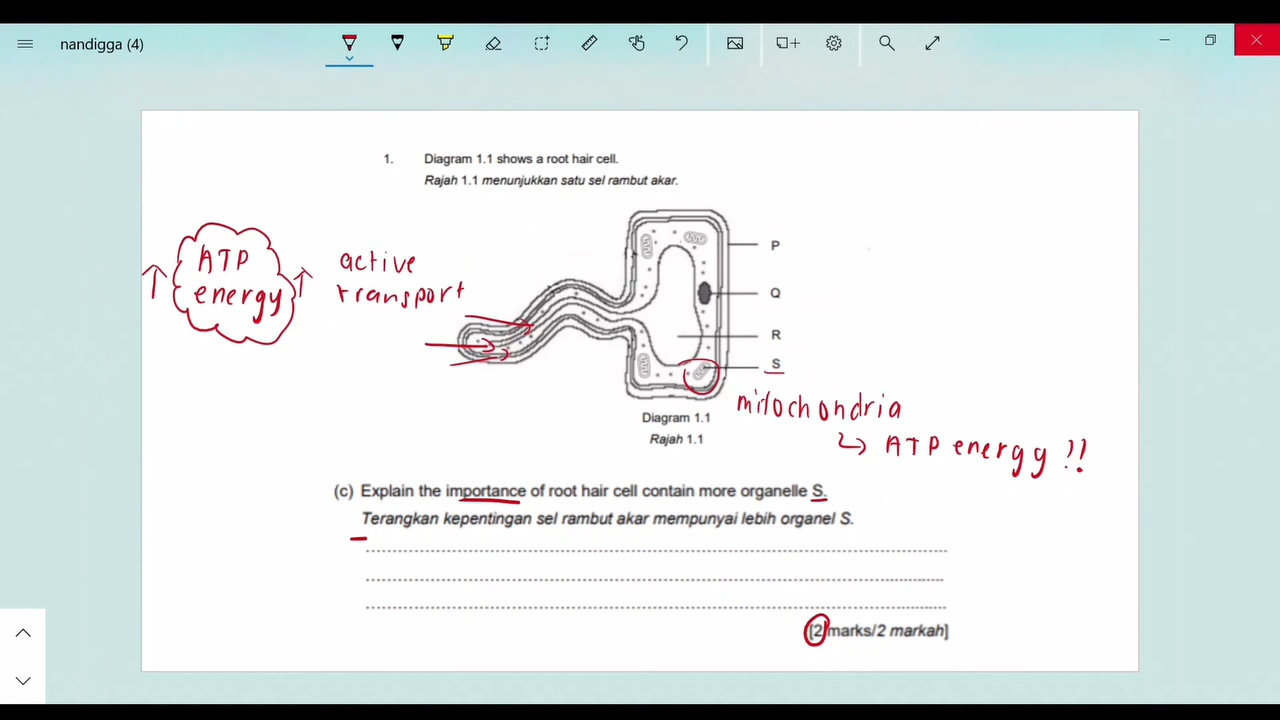 nandigga (4)
1. Diagram 1.1 shows a root hair cell.
Rajah 1.1 menunjukkan satu sel rambut akar.
ATP
energy
active
transport
P
Q
R
S
Diagram 1.1
Rajah 1.1
mitochondria
ATP energy !!
(c) Explain the importance of root hair cell contain more organelle S.
Terangkan kepentingan sel rambut akar mempunyai lebih organel S.
[2 marks/2 markah]